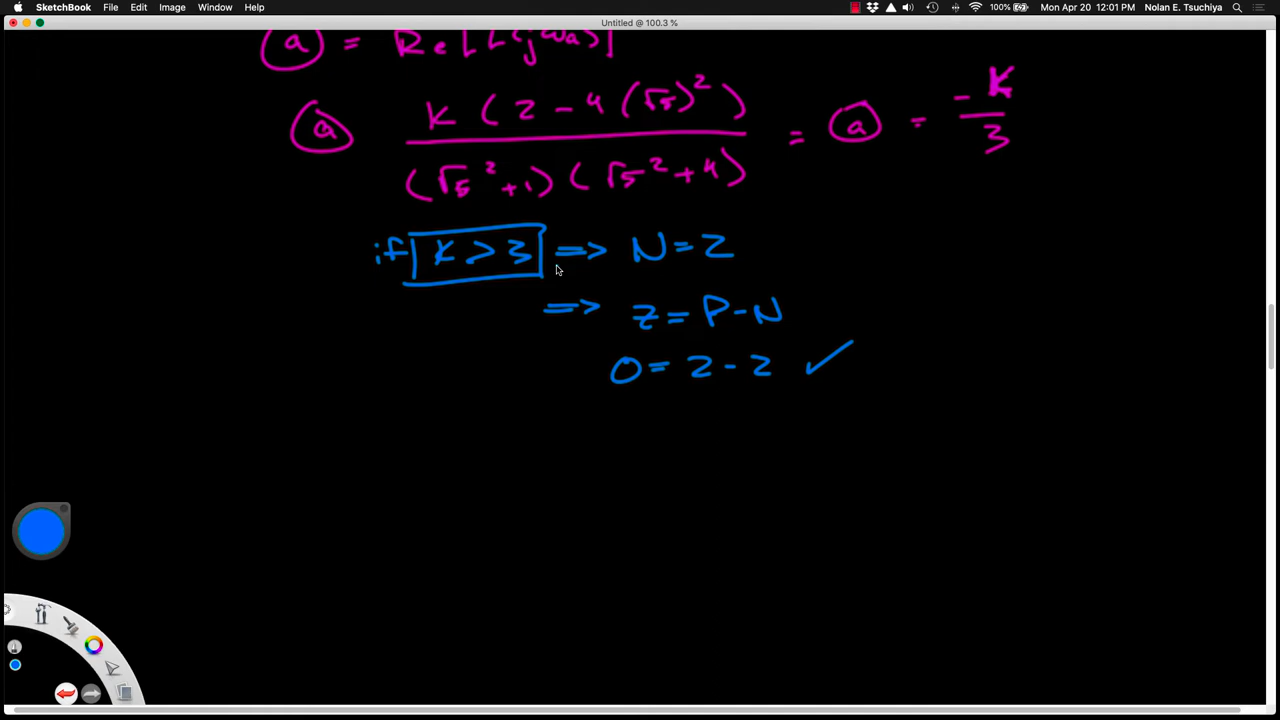 SketchBook File Edit Image Window Help 100% Mon Apr 20 12:01 PM Nolan E. Tsuchiya
Untitled @ 100.3 %
a = Re[L(jωa)]
a K(2-4(√5)²) / (√5²+1)(√5²+4) = a = -K/3
if K > 3 => N=2
=> Z = P-N
0 = 2-2 ✓